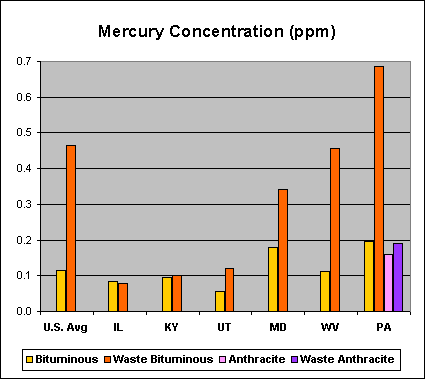 Mercury Concentration (ppm)
0.7
0.6
0.5
0.4
0.3
0.2
0.1
0.0
U.S. Avg IL KY UT MD WV PA
Bituminous Waste Bituminous Anthracite Waste Anthracite